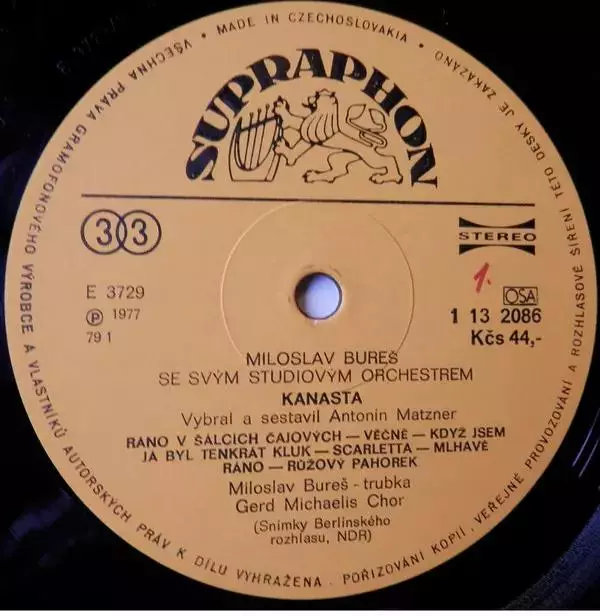 SUPRAPHON
VŠECHNA PRÁVA GRAMOFONOVÉHO VÝROBCE A VLASTNÍKŮ AUTORSKÝCH PRÁV K DÍLU VYHRAŽENA. POŘIZOVÁNÍ KOPIÍ, VEŘEJNÉ PROVOZOVÁNÍ A ROZHLASOVÉ ŠÍŘENÍ TÉTO DESKY JE ZAKÁZÁNO • MADE IN CZECHOSLOVAKIA •
33
STEREO
1.
OSA
E 3729
1 13 2086
Ⓟ 1977
Kčs 44,-
79 1
MILOSLAV BUREŠ
SE SVÝM STUDIOVÝM ORCHESTREM
KANASTA
Vybral a sestavil Antonín Matzner
RÁNO V ŠÁLCÍCH ČAJOVÝCH — VĚČNĚ — KDYŽ JSEM
JÁ BYL TENKRÁT KLUK — SCARLETTA — MLHAVÉ
RÁNO — RŮŽOVÝ PAHOREK
Miloslav Bureš - trubka
Gerd Michaelis Chor
(Snímky Berlínského
rozhlasu, NDR)